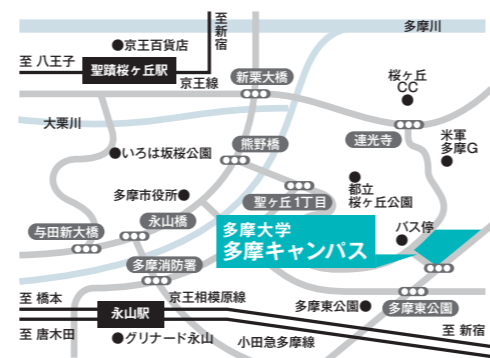 至新宿
多摩川
●京王百貨店
至 八王子
聖蹟桜ヶ丘駅
京王線
新栗大橋
桜ヶ丘
CC
大栗川
熊野橋
連光寺
米軍
多摩G
●いろは坂桜公園
多摩市役所●
聖ヶ丘1丁目
都立
桜ヶ丘公園
永山橋
与田新大橋
多摩大学
多摩キャンパス
バス停
多摩消防署
至 橋本
京王相模原線
永山駅
多摩東公園●
多摩東公園
至 唐木田
●グリナード永山
小田急多摩線
至 新宿